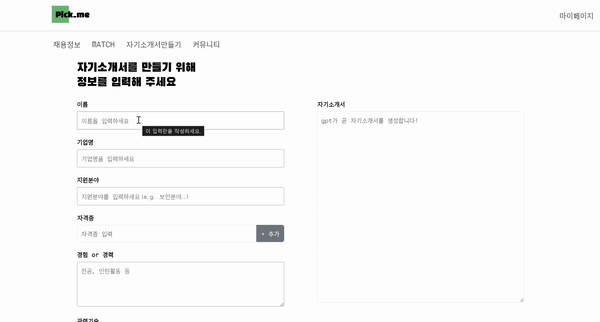 Pick.me
마이페이지
채용정보 MATCH 자기소개서만들기 커뮤니티
자기소개서를 만들기 위해
정보를 입력해 주세요
이름
이름을 입력하세요
이 입력란을 작성하세요.
기업명
기업명을 입력하세요
지원분야
지원분야를 입력하세요 (e.g. 보안분야..)
자격증
자격증 입력
+ 추가
경험 or 경력
전공, 인턴활동 등
관련기술
자기소개서
gpt가 곧 자기소개서를 생성합니다!